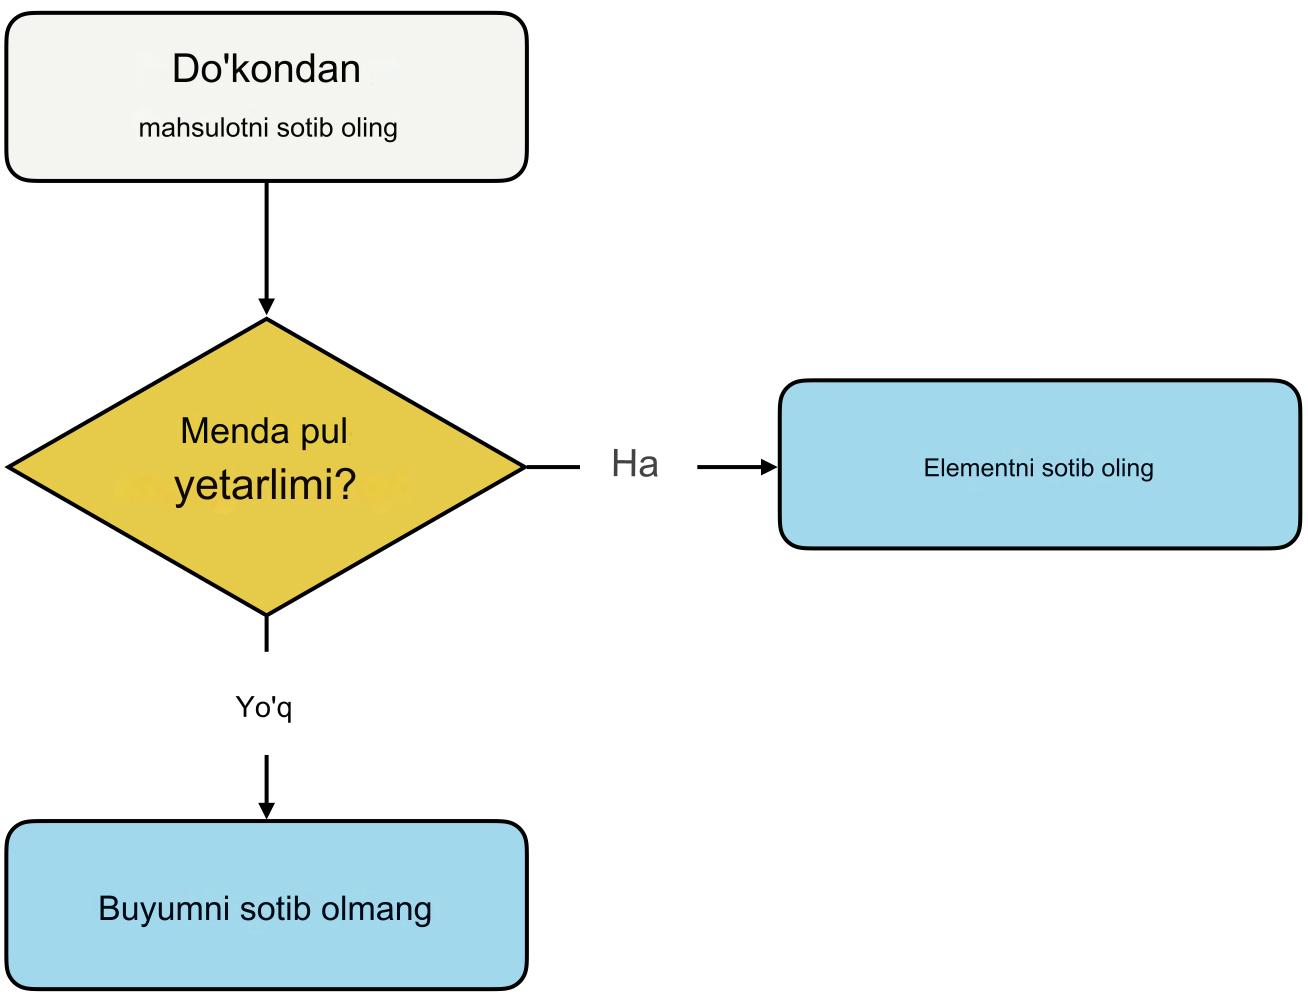 Do'kondan
mahsulotni sotib oling
Menda pul
yetarlimi?
Ha
Elementni sotib oling
Yo'q
Buyumni sotib olmang